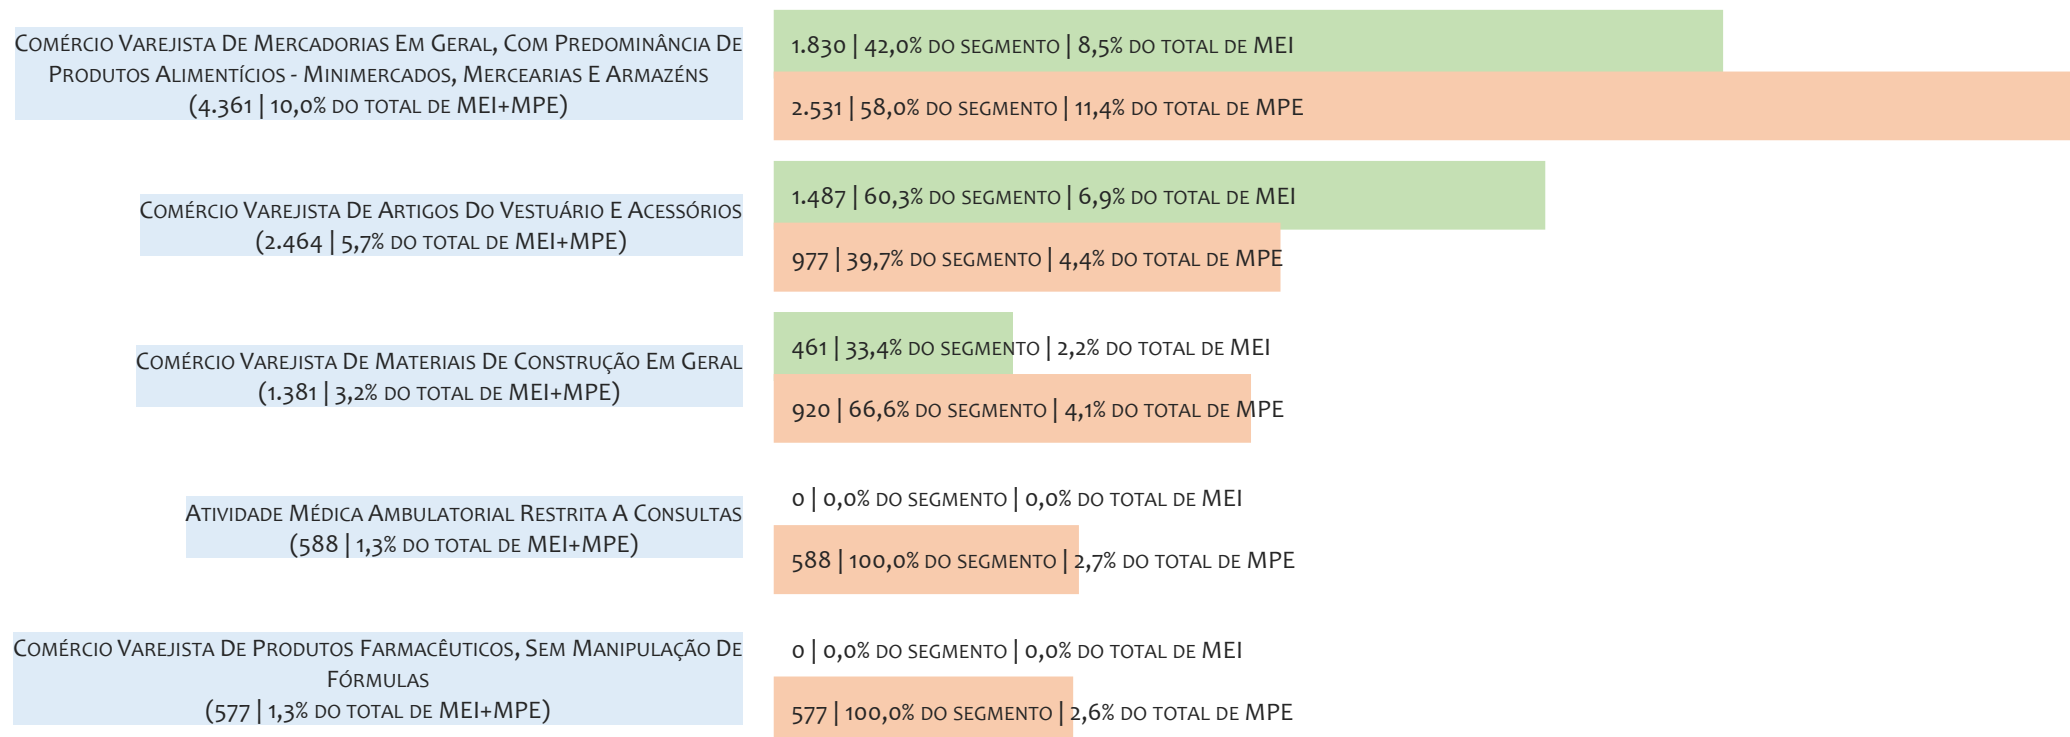 Comércio Varejista De Mercadorias Em Geral, Com Predominância De
Produtos Alimentícios - Minimercados, Mercearias E Armazéns
(4.361 | 10,0% do total de MEI+MPE)
1.830 | 42,0% do segmento | 8,5% do total de MEI
2.531 | 58,0% do segmento | 11,4% do total de MPE
Comércio Varejista De Artigos Do Vestuário E Acessórios
(2.464 | 5,7% do total de MEI+MPE)
1.487 | 60,3% do segmento | 6,9% do total de MEI
977 | 39,7% do segmento | 4,4% do total de MPE
Comércio Varejista De Materiais De Construção Em Geral
(1.381 | 3,2% do total de MEI+MPE)
461 | 33,4% do segmento | 2,2% do total de MEI
920 | 66,6% do segmento | 4,1% do total de MPE
Atividade Médica Ambulatorial Restrita A Consultas
(588 | 1,3% do total de MEI+MPE)
0 | 0,0% do segmento | 0,0% do total de MEI
588 | 100,0% do segmento | 2,7% do total de MPE
Comércio Varejista De Produtos Farmacêuticos, Sem Manipulação De
Fórmulas
(577 | 1,3% do total de MEI+MPE)
0 | 0,0% do segmento | 0,0% do total de MEI
577 | 100,0% do segmento | 2,6% do total de MPE